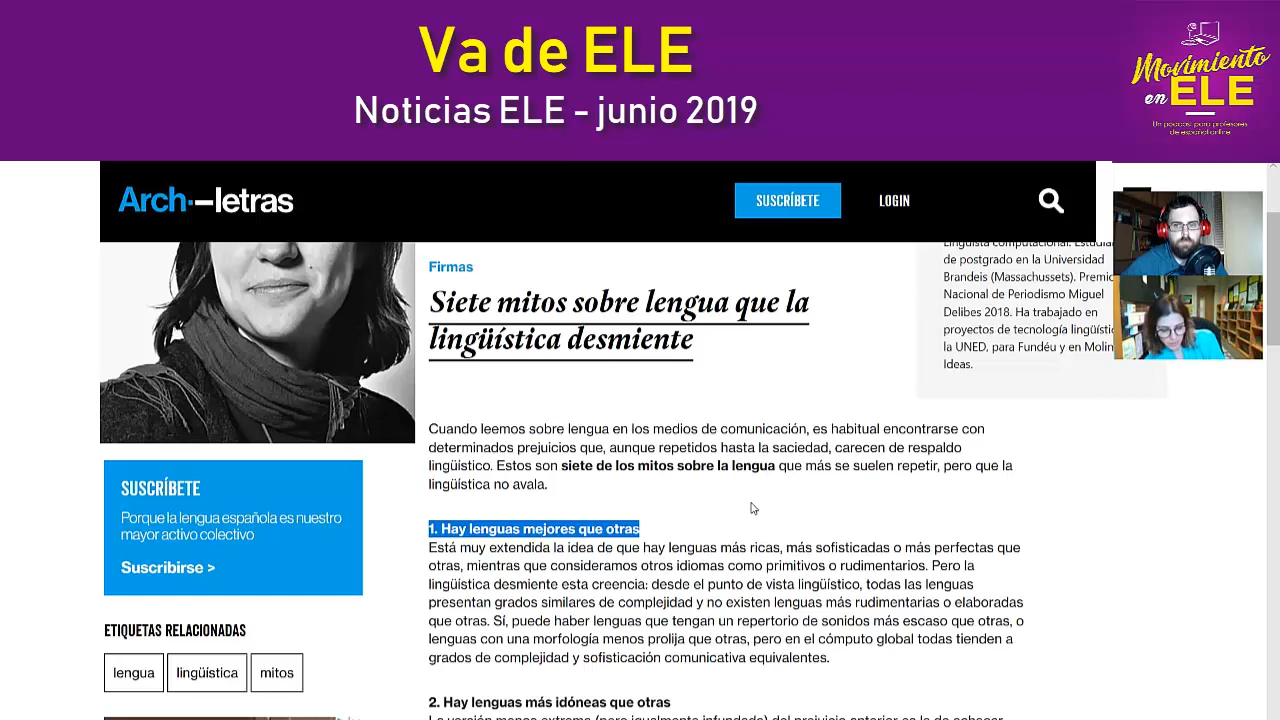 Va de ELE
Noticias ELE - junio 2019
Movimiento
en ELE
Un podcast para profesores
de español online
Arch·–letras
SUSCRÍBETE
LOGIN
de postgrado en la Universidad
Brandeis (Massachussets). Premio
Nacional de Periodismo Miguel
Delibes 2018. Ha trabajado en
proyectos de tecnología lingüístic
la UNED, para Fundéu y en Molin
Ideas.
Firmas
Siete mitos sobre lengua que la
lingüística desmiente
Cuando leemos sobre lengua en los medios de comunicación, es habitual encontrarse con
determinados prejuicios que, aunque repetidos hasta la saciedad, carecen de respaldo
lingüístico. Estos son siete de los mitos sobre la lengua que más se suelen repetir, pero que la
lingüística no avala.
1. Hay lenguas mejores que otras
Está muy extendida la idea de que hay lenguas más ricas, más sofisticadas o más perfectas que
otras, mientras que consideramos otros idiomas como primitivos o rudimentarios. Pero la
lingüística desmiente esta creencia: desde el punto de vista lingüístico, todas las lenguas
presentan grados similares de complejidad y no existen lenguas más rudimentarias o elaboradas
que otras. Sí, puede haber lenguas que tengan un repertorio de sonidos más escaso que otras, o
lenguas con una morfología menos prolija que otras, pero en el cómputo global todas tienden a
grados de complejidad y sofisticación comunicativa equivalentes.
2. Hay lenguas más idóneas que otras
SUSCRÍBETE
Porque la lengua española es nuestro
mayor activo colectivo
Suscribirse >
ETIQUETAS RELACIONADAS
lengua
lingüística
mitos